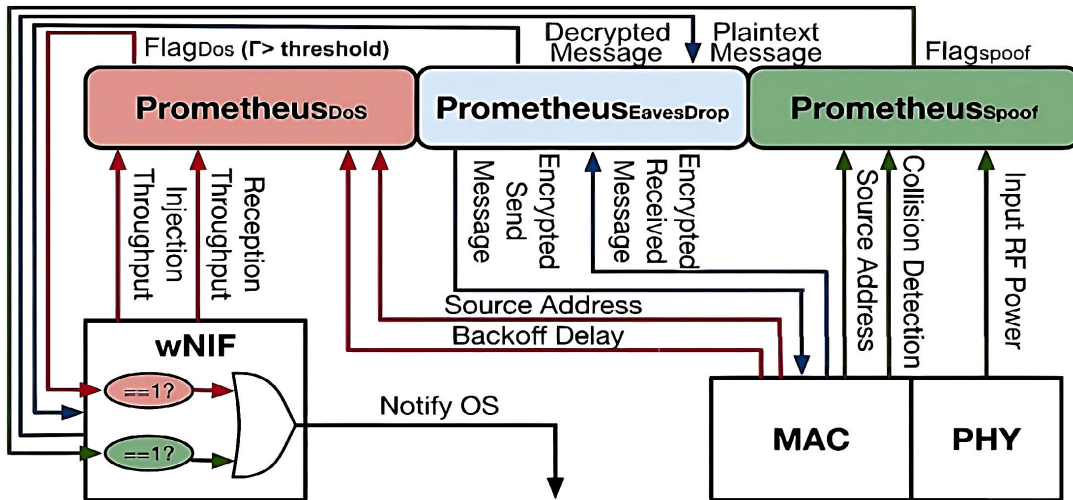 FlagDos (Γ> threshold)
Decrypted
Message
Plaintext
Message
Flagspoof
PrometheusDoS
PrometheusEavesDrop
PrometheusSpoof
Injection
Throughput
Reception
Throughput
Encrypted
Send
Message
Encrypted
Received
Message
Source Address
Collision Detection
Input RF Power
Source Address
Backoff Delay
wNIF
==1?
==1?
Notify OS
MAC
PHY